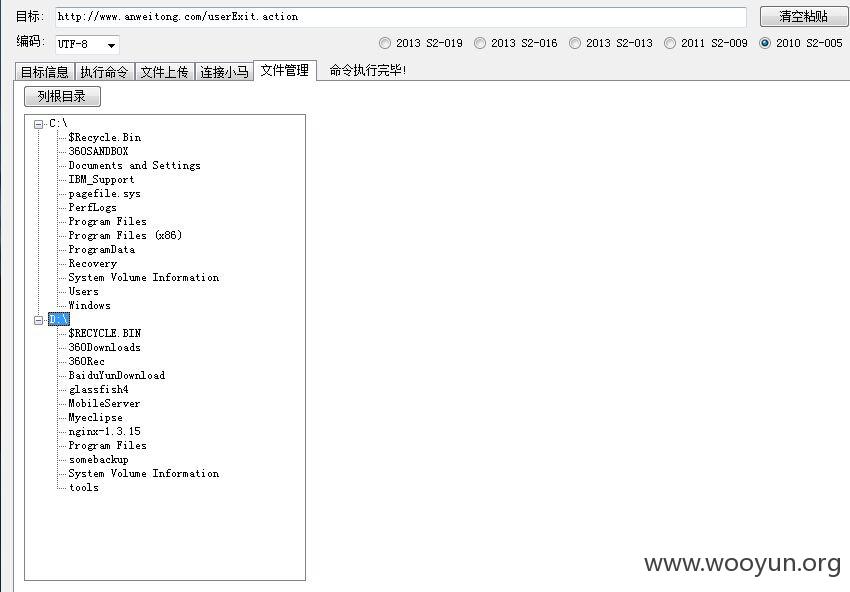 目标: http://www.anweitong.com/userExit.action 清空粘贴
编码: UTF-8 2013 S2-019 2013 S2-016 2013 S2-013 2011 S2-009 2010 S2-005
目标信息 执行命令 文件上传 连接小马 文件管理 命令执行完毕!
列根目录
C:\
$Recycle.Bin
360SANDBOX
Documents and Settings
IBM_Support
pagefile.sys
PerfLogs
Program Files
Program Files (x86)
ProgramData
Recovery
System Volume Information
Users
Windows
D:\
$RECYCLE.BIN
360Downloads
360Rec
BaiduYunDownload
glassfish4
MobileServer
Myeclipse
nginx-1.3.15
Program Files
somebackup
System Volume Information
tools
www.wooyun.org